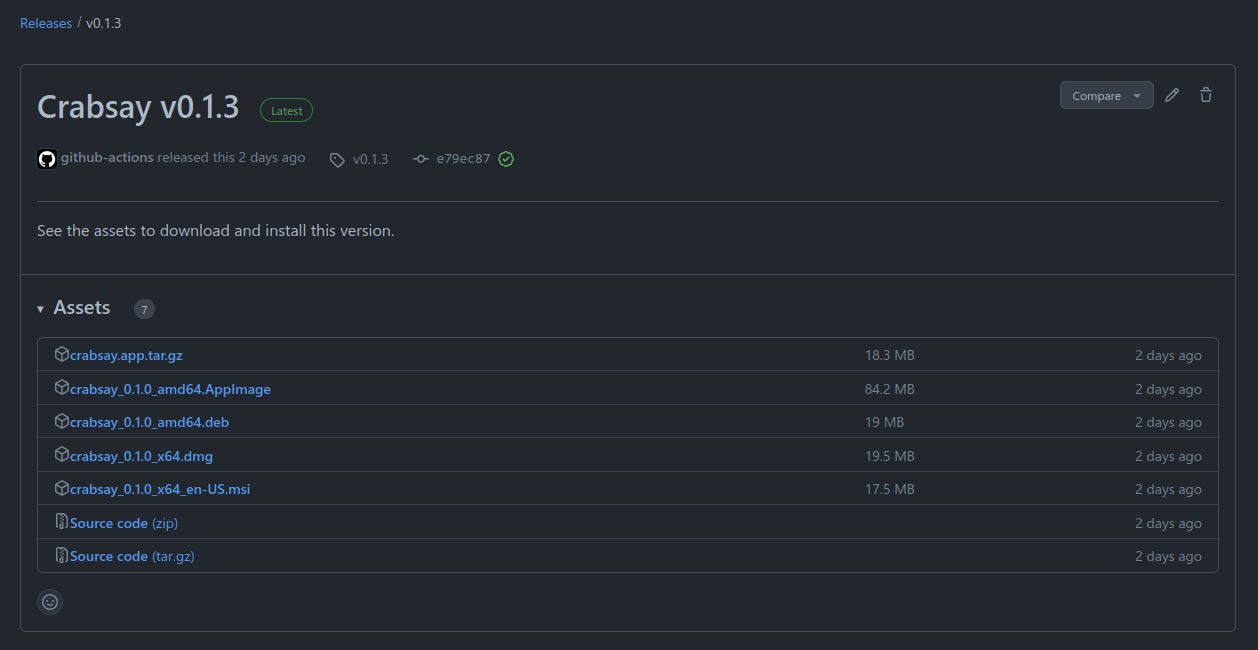 Releases / v0.1.3
Crabsay v0.1.3 Latest Compare
github-actions released this 2 days ago v0.1.3 e79ec87
See the assets to download and install this version.
Assets 7
crabsay.app.tar.gz 18.3 MB 2 days ago
crabsay_0.1.0_amd64.AppImage 84.2 MB 2 days ago
crabsay_0.1.0_amd64.deb 19 MB 2 days ago
crabsay_0.1.0_x64.dmg 19.5 MB 2 days ago
crabsay_0.1.0_x64_en-US.msi 17.5 MB 2 days ago
Source code (zip) 2 days ago
Source code (tar.gz) 2 days ago